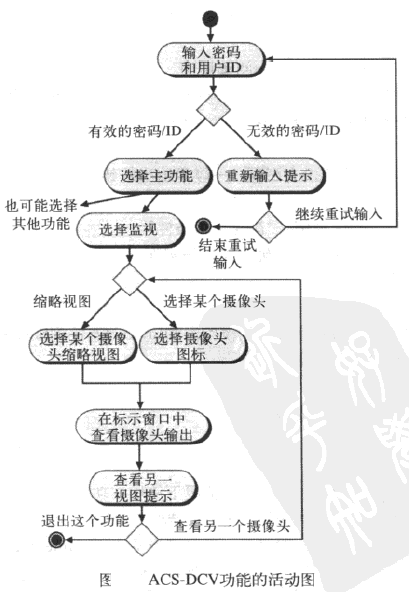 输入密码
和用户ID
有效的密码/ID
无效的密码/ID
选择主功能
重新输入提示
也可能选择
其他功能
继续重试输入
选择监视
结束重试
输入
缩略视图
选择某个摄像头
选择某个摄像
头缩略视图
选择摄像头
图标
在标示窗口中
查看摄像头输出
查看另一
视图提示
退出这个功能
查看另一个摄像头
图 ACS-DCV功能的活动图